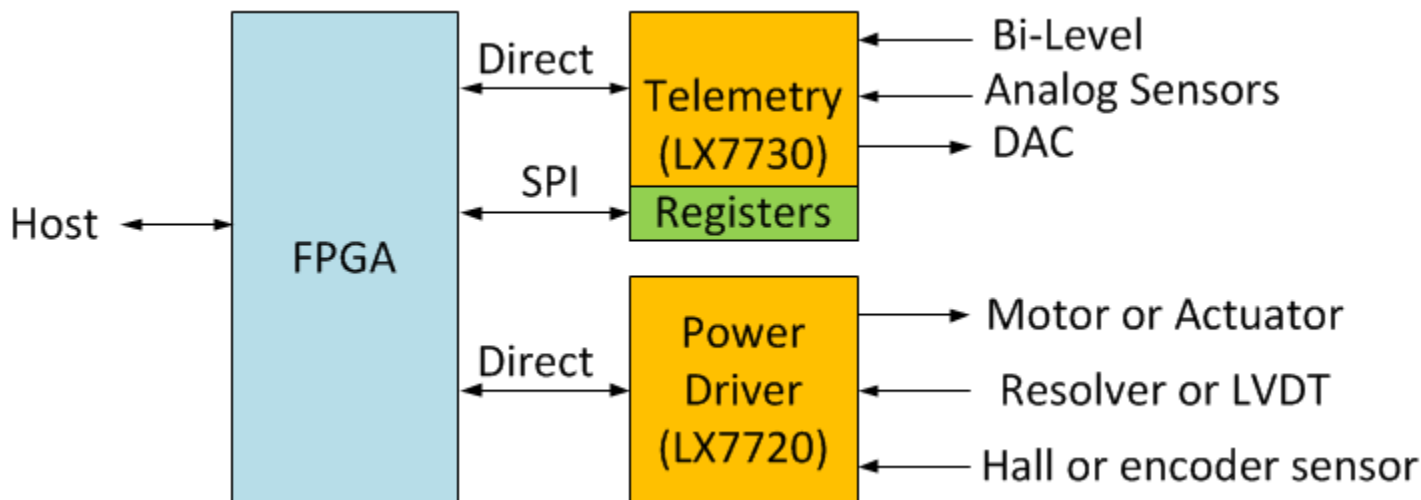 Host
FPGA
Direct
SPI
Direct
Telemetry
(LX7730)
Registers
Bi-Level
Analog Sensors
DAC
Power
Driver
(LX7720)
Motor or Actuator
Resolver or LVDT
Hall or encoder sensor